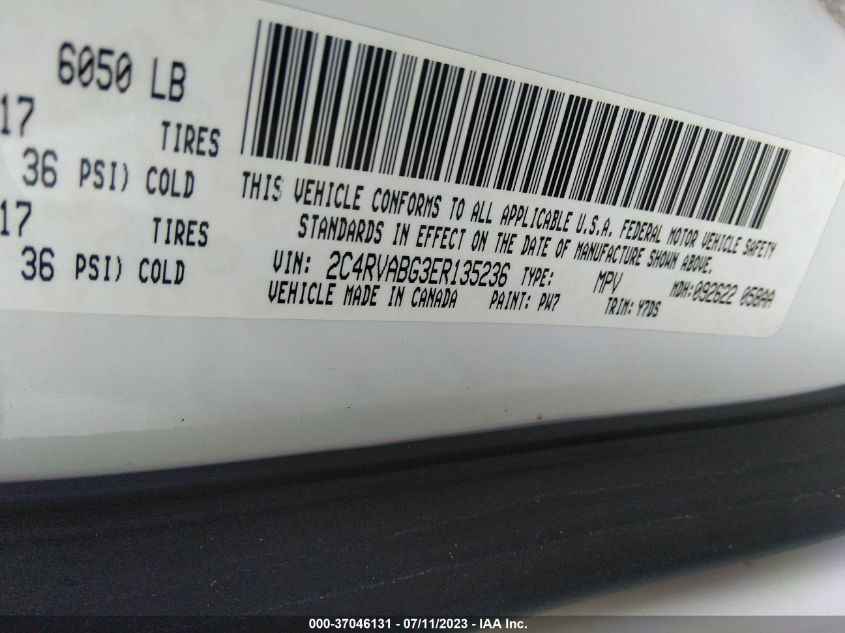 6050 LB
17 TIRES
36 PSI) COLD
17 TIRES
36 PSI) COLD
THIS VEHICLE CONFORMS TO ALL APPLICABLE U.S.A. FEDERAL MOTOR VEHICLE SAFETY
STANDARDS IN EFFECT ON THE DATE OF MANUFACTURE SHOWN ABOVE.
VIN: 2C4RVABG3ER135236 TYPE: MPV MDH:092622 058AA
VEHICLE MADE IN CANADA PAINT: PW7 TRIM: Y7DS
000-37046131 - 07/11/2023 - IAA Inc.